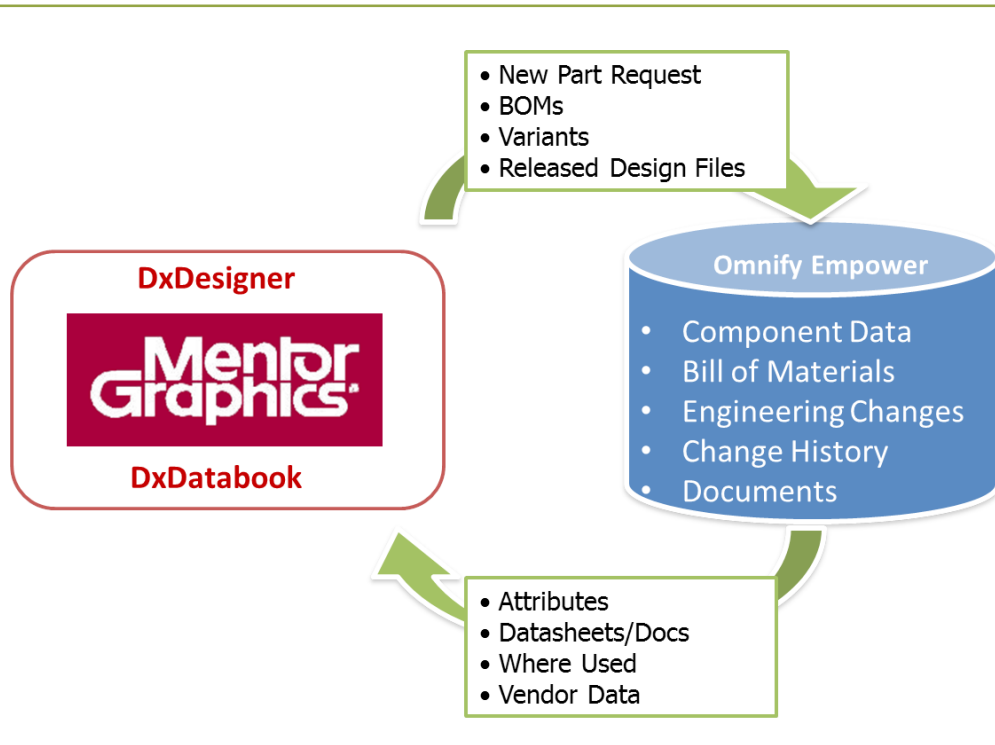 • New Part Request
• BOMs
• Variants
• Released Design Files
DxDesigner
Mentor
Graphics
DxDatabook
Omnify Empower
• Component Data
• Bill of Materials
• Engineering Changes
• Change History
• Documents
• Attributes
• Datasheets/Docs
• Where Used
• Vendor Data